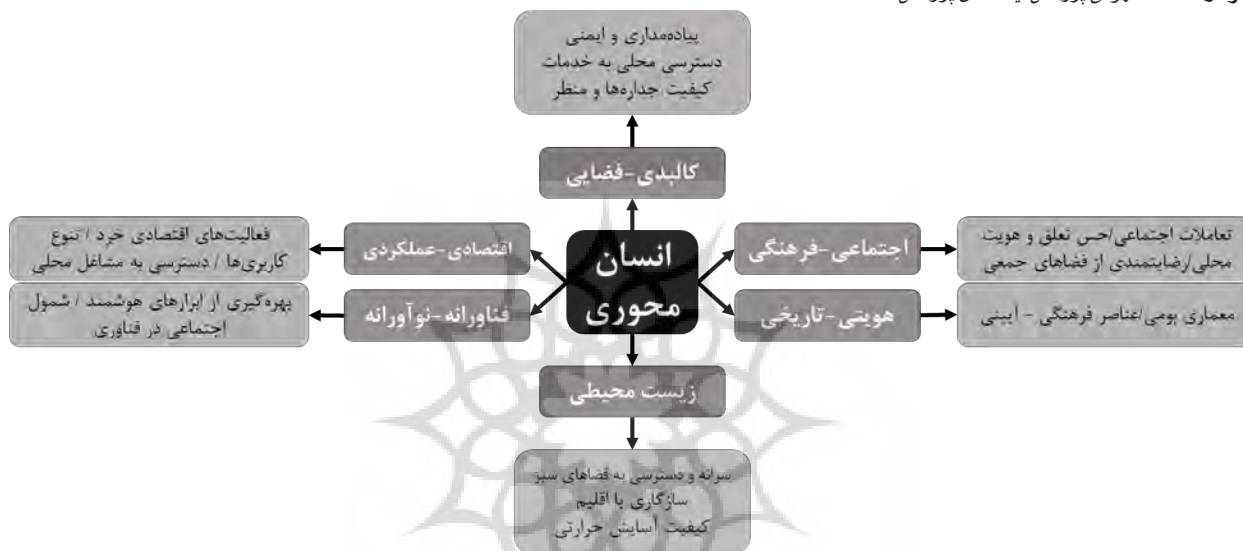 پیاده‌مداری و ایمنی
دسترسی محلی به خدمات
کیفیت جداره‌ها و منظر
کالبدی-فضایی
انسان
محوری
اجتماعی-فرهنگی
تعاملات اجتماعی/حس تعلق و هویت
محلی/رضایتمندی از فضاهای جمعی
هویتی-تاریخی
معماری بومی/عناصر فرهنگی - آیینی
اقتصادی-عملکردی
فعالیت‌های اقتصادی خرد / تنوع
کاربری‌ها / دسترسی به مشاغل محلی
فناورانه-نوآورانه
بهره‌گیری از ابزارهای هوشمند / شمول
اجتماعی در فناوری
زیست محیطی
سرانه و دسترسی به فضاهای سبز
سازگاری با اقلیم
کیفیت آسایش حرارتی